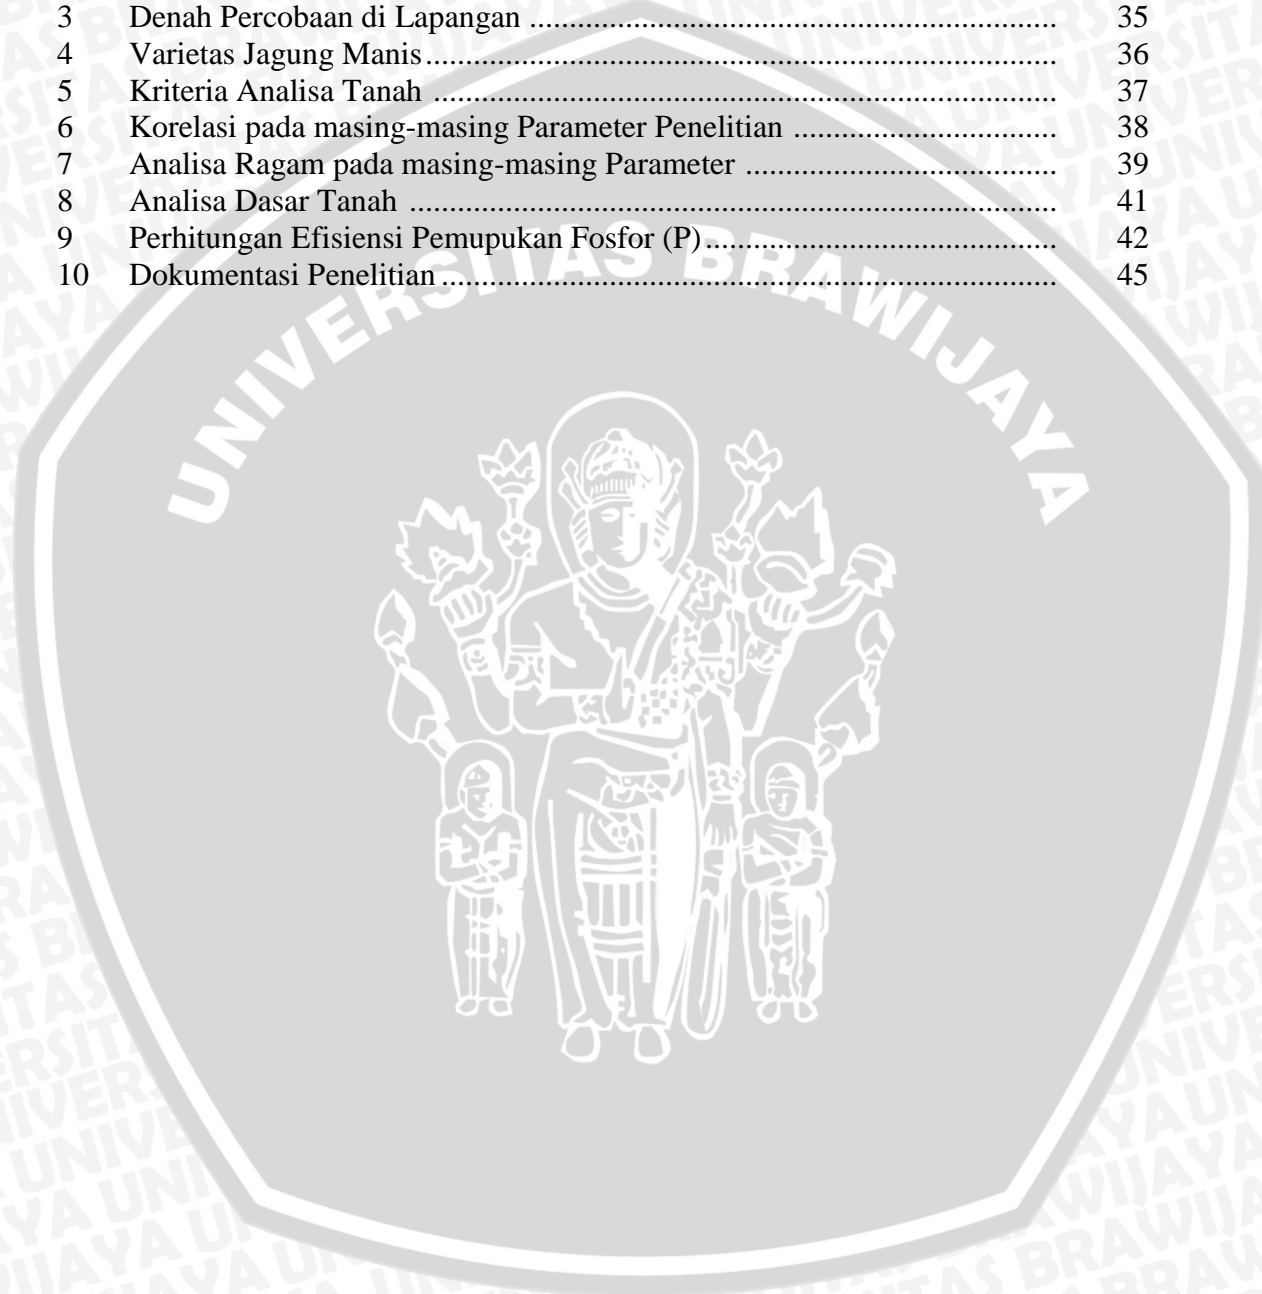 3 Denah Percobaan di Lapangan .................................................................. 35
4 Varietas Jagung Manis............................................................................... 36
5 Kriteria Analisa Tanah .............................................................................. 37
6 Korelasi pada masing-masing Parameter Penelitian ................................. 38
7 Analisa Ragam pada masing-masing Parameter ....................................... 39
8 Analisa Dasar Tanah ................................................................................. 41
9 Perhitungan Efisiensi Pemupukan Fosfor (P)............................................ 42
10 Dokumentasi Penelitian ............................................................................. 45
UNIVERSITAS BRAWIJAYA